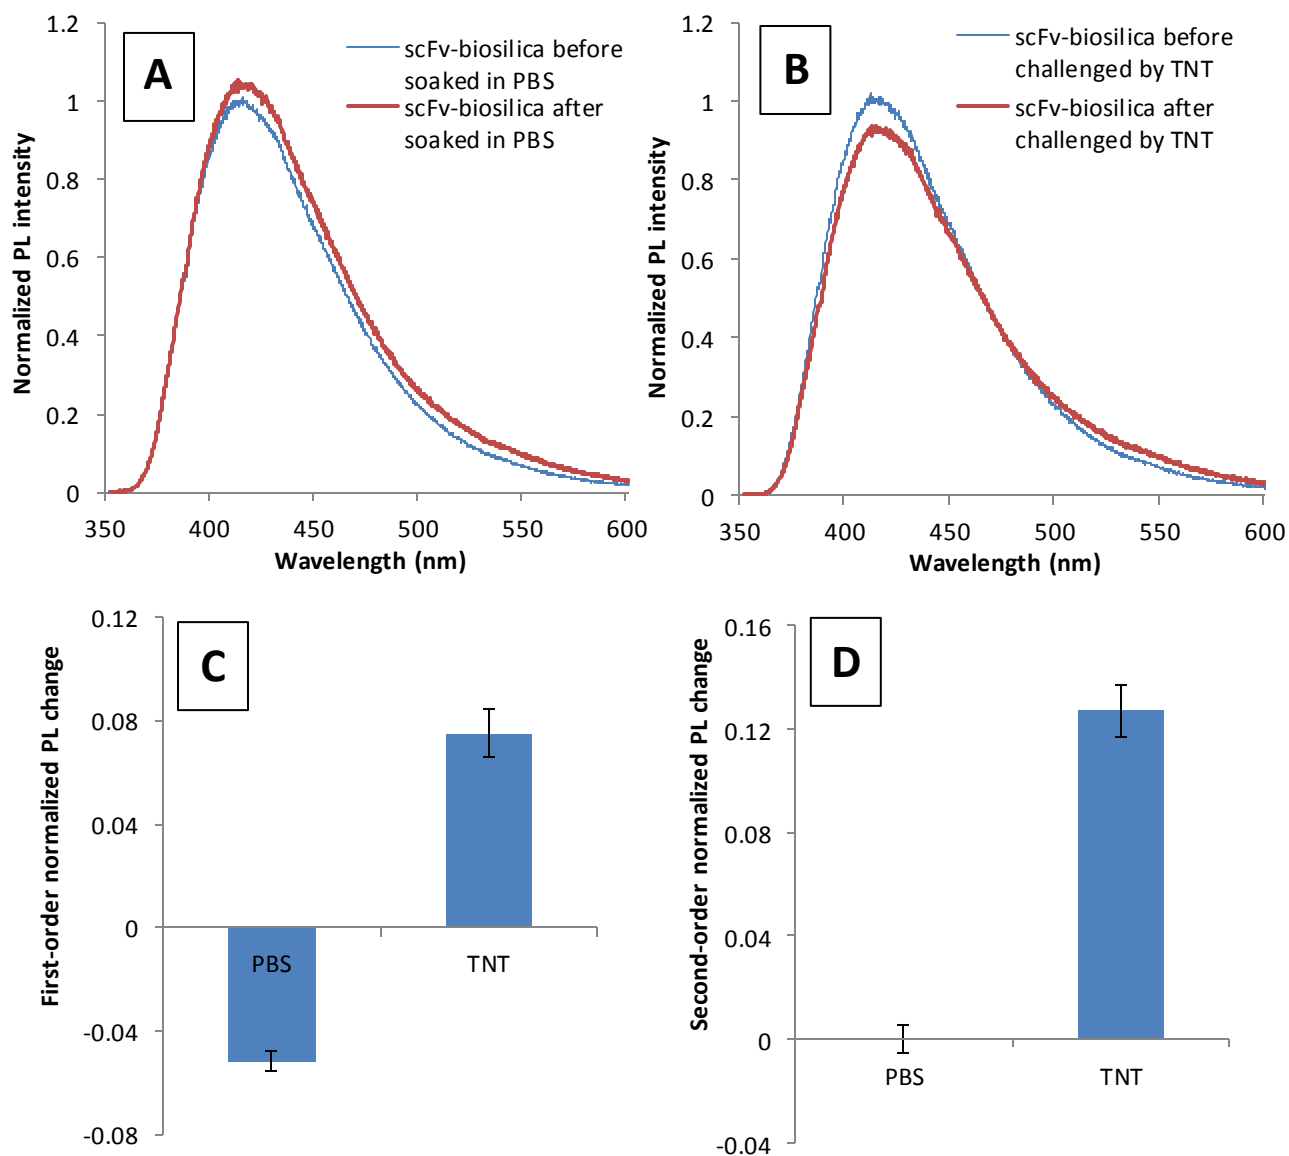 A
scFv-biosilica before
soaked in PBS
scFv-biosilica after
soaked in PBS
Normalized PL intensity
1.2
1
0.8
0.6
0.4
0.2
0
350
400
450
500
550
600
Wavelength (nm)
B
scFv-biosilica before
challenged by TNT
scFv-biosilica after
challenged by TNT
Normalized PL intensity
1.2
1
0.8
0.6
0.4
0.2
0
350
400
450
500
550
600
Wavelength (nm)
C
First-order normalized PL change
0.12
0.08
0.04
0
-0.04
-0.08
PBS
TNT
D
Second-order normalized PL change
0.16
0.12
0.08
0.04
0
-0.04
PBS
TNT